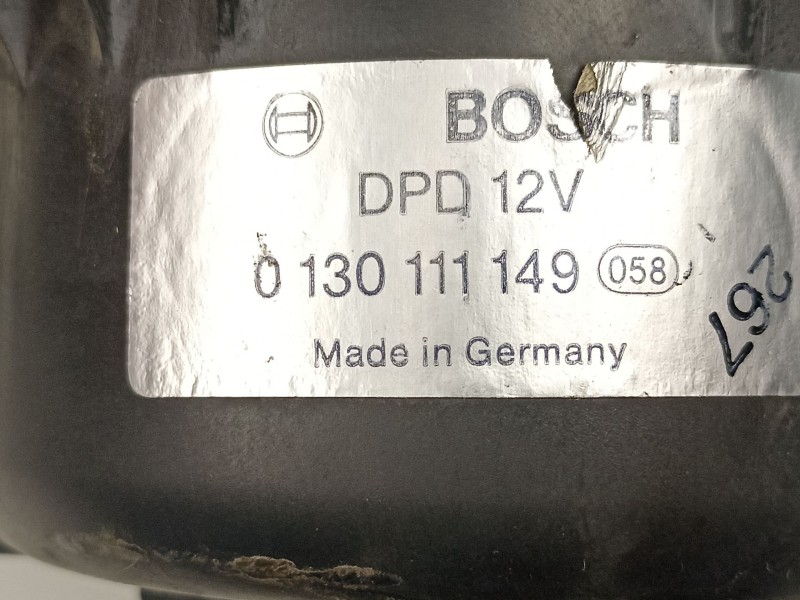 BOSCH
DPD 12V
0 130 111 149 058
Made in Germany
267